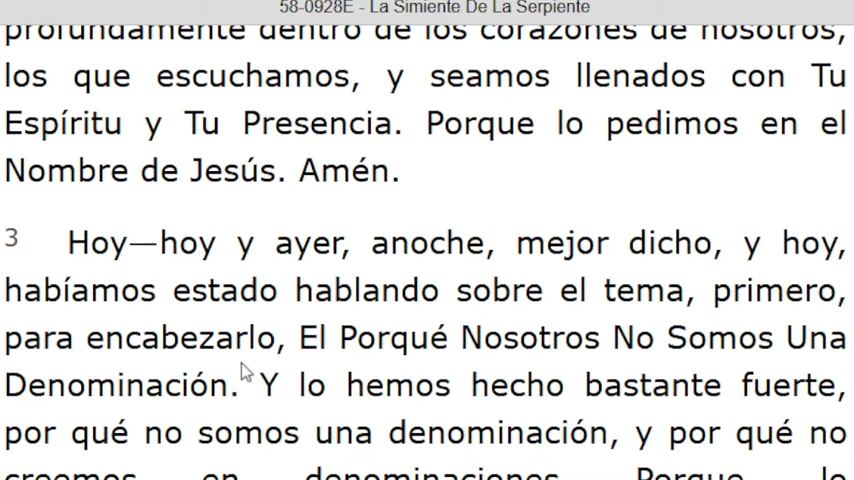 58-0928E - La Simiente De La Serpiente
profundamente dentro de los corazones de nosotros,
los que escuchamos, y seamos llenados con Tu
Espíritu y Tu Presencia. Porque lo pedimos en el
Nombre de Jesús. Amén.
3 Hoy—hoy y ayer, anoche, mejor dicho, y hoy,
habíamos estado hablando sobre el tema, primero,
para encabezarlo, El Porqué Nosotros No Somos Una
Denominación. Y lo hemos hecho bastante fuerte,
por qué no somos una denominación, y por qué no
creemos en denominaciones. Porque lo